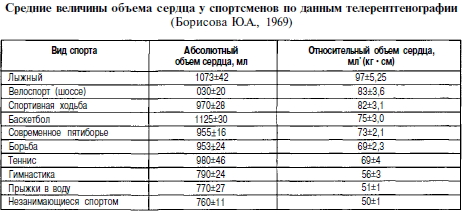 Средние величины объема сердца у спортсменов по данным телерентгенографии
(Борисова Ю.А., 1969)
Вид спорта Абсолютный объем сердца, мл Относительный объем сердца, мл˙(кг · см)
Лыжный 1073±42 97±5,25
Велоспорт (шоссе) 030±20 83±3,6
Спортивная ходьба 970±28 82±3,1
Баскетбол 1125±30 75±3,0
Современное пятиборье 955±16 73±2,1
Борьба 953±24 69±2,3
Теннис 980±46 69±4
Гимнастика 790±24 56±3
Прыжки в воду 770±27 51±1
Незанимающиеся спортом 760±11 50±1